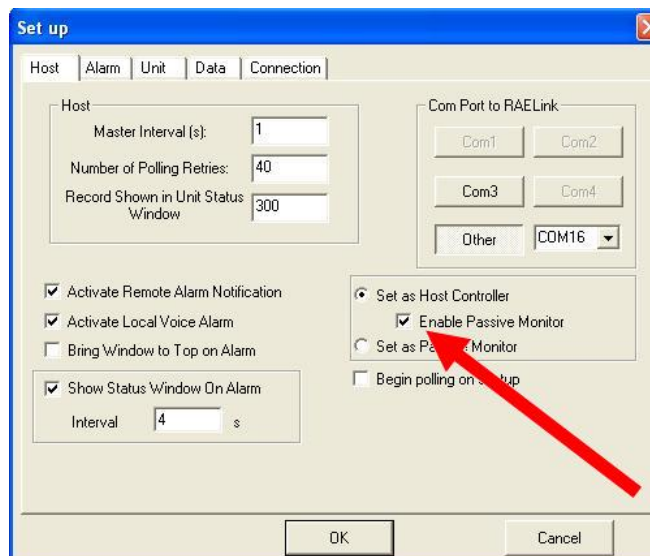 Set up
Host Alarm Unit Data Connection
Host
Master Interval (s): 1
Number of Polling Retries: 40
Record Shown in Unit Status
Window 300
Com Port to RAELink
Com1 Com2
Com3 Com4
Other COM16
Activate Remote Alarm Notification
Activate Local Voice Alarm
Bring Window to Top on Alarm
Show Status Window On Alarm
Interval 4 s
Set as Host Controller
Enable Passive Monitor
Set as Monitor
Begin polling on
OK Cancel